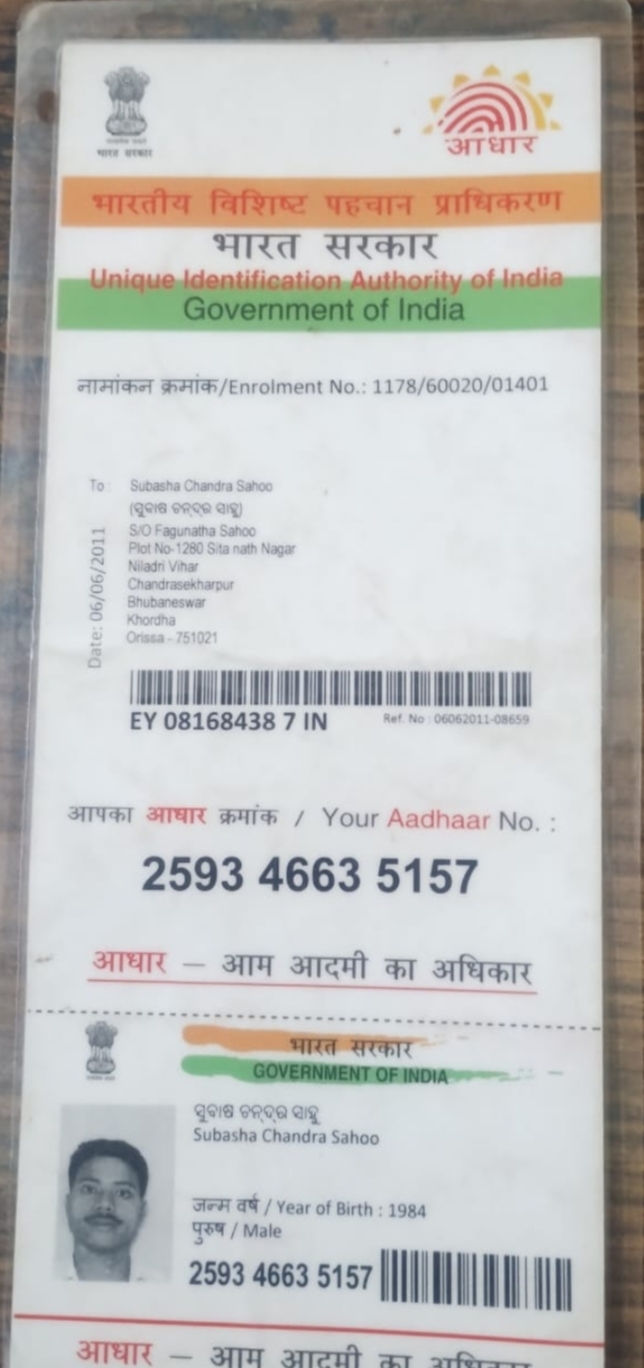 भारत सरकार
आधार
भारतीय विशिष्ट पहचान प्राधिकरण
भारत सरकार
Unique Identification Authority of India
Government of India
नामांकन क्रमांक/Enrolment No.: 1178/60020/01401
To : Subasha Chandra Sahoo
(ସୁବାଷ ଚନ୍ଦ୍ର ସାହୁ)
S/O Fagunatha Sahoo
Plot No-1280 Sita nath Nagar
Niladri Vihar
Chandrasekharpur
Bhubaneswar
Khordha
Orissa - 751021
Date: 06/06/2011
EY 08168438 7 IN
Ref. No : 06062011-08659
आपका आधार क्रमांक / Your Aadhaar No. :
2593 4663 5157
आधार — आम आदमी का अधिकार
भारत सरकार
GOVERNMENT OF INDIA
ସୁବାଷ ଚନ୍ଦ୍ର ସାହୁ
Subasha Chandra Sahoo
जन्म वर्ष / Year of Birth : 1984
पुरुष / Male
2593 4663 5157
आधार — आम आदमी का अधिकार